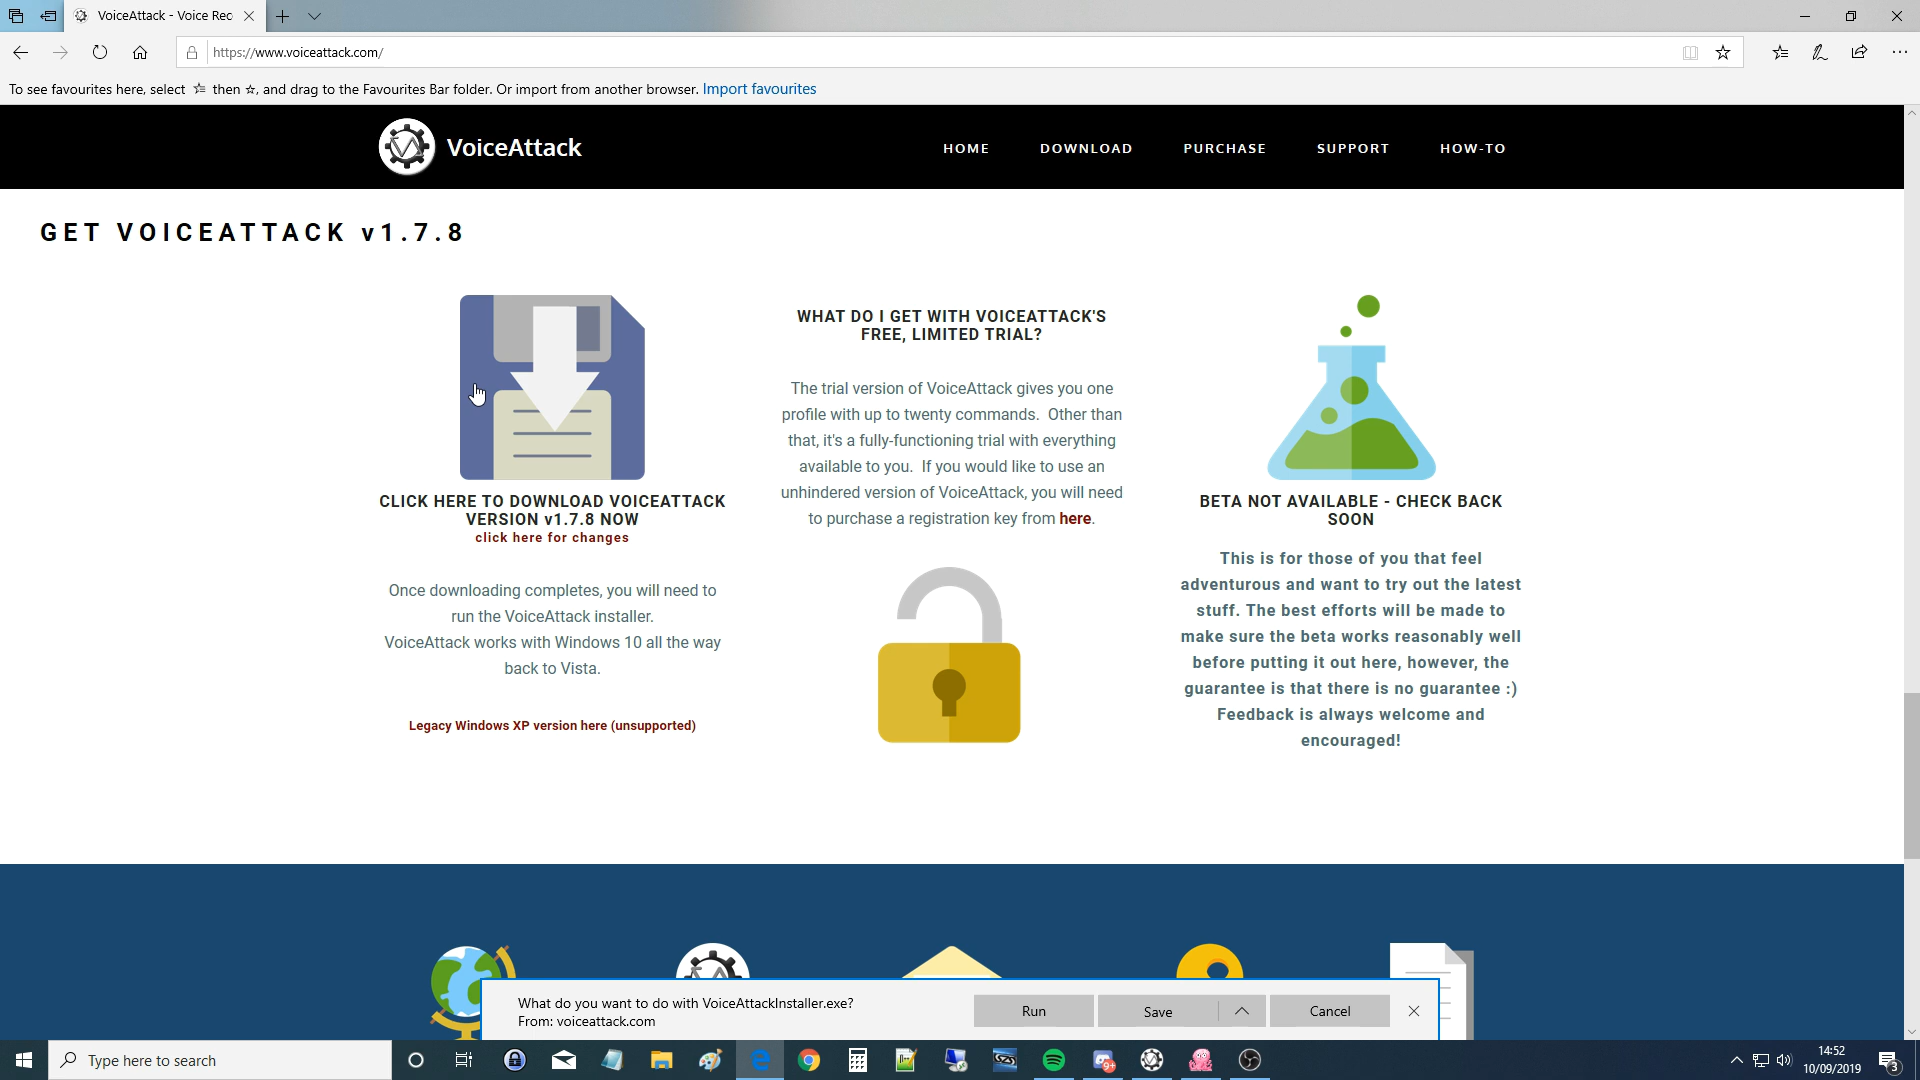 VoiceAttack - Voice Rec
https://www.voiceattack.com/
To see favourites here, select then , and drag to the Favourites Bar folder. Or import from another browser. Import favourites
VoiceAttack
HOME
DOWNLOAD
PURCHASE
SUPPORT
HOW-TO
GET VOICEATTACK v1.7.8
CLICK HERE TO DOWNLOAD VOICEATTACK
VERSION v1.7.8 NOW
click here for changes
Once downloading completes, you will need to
run the VoiceAttack installer.
VoiceAttack works with Windows 10 all the way
back to Vista.
Legacy Windows XP version here (unsupported)
WHAT DO I GET WITH VOICEATTACK'S
FREE, LIMITED TRIAL?
The trial version of VoiceAttack gives you one
profile with up to twenty commands. Other than
that, it's a fully-functioning trial with everything
available to you. If you would like to use an
unhindered version of VoiceAttack, you will need
to purchase a registration key from here.
BETA NOT AVAILABLE - CHECK BACK
SOON
This is for those of you that feel
adventurous and want to try out the latest
stuff. The best efforts will be made to
make sure the beta works reasonably well
before putting it out here, however, the
guarantee is that there is no guarantee :)
Feedback is always welcome and
encouraged!
What do you want to do with VoiceAttackInstaller.exe?
From: voiceattack.com
Run
Save
Cancel
Type here to search
9+
14:52
10/09/2019
3